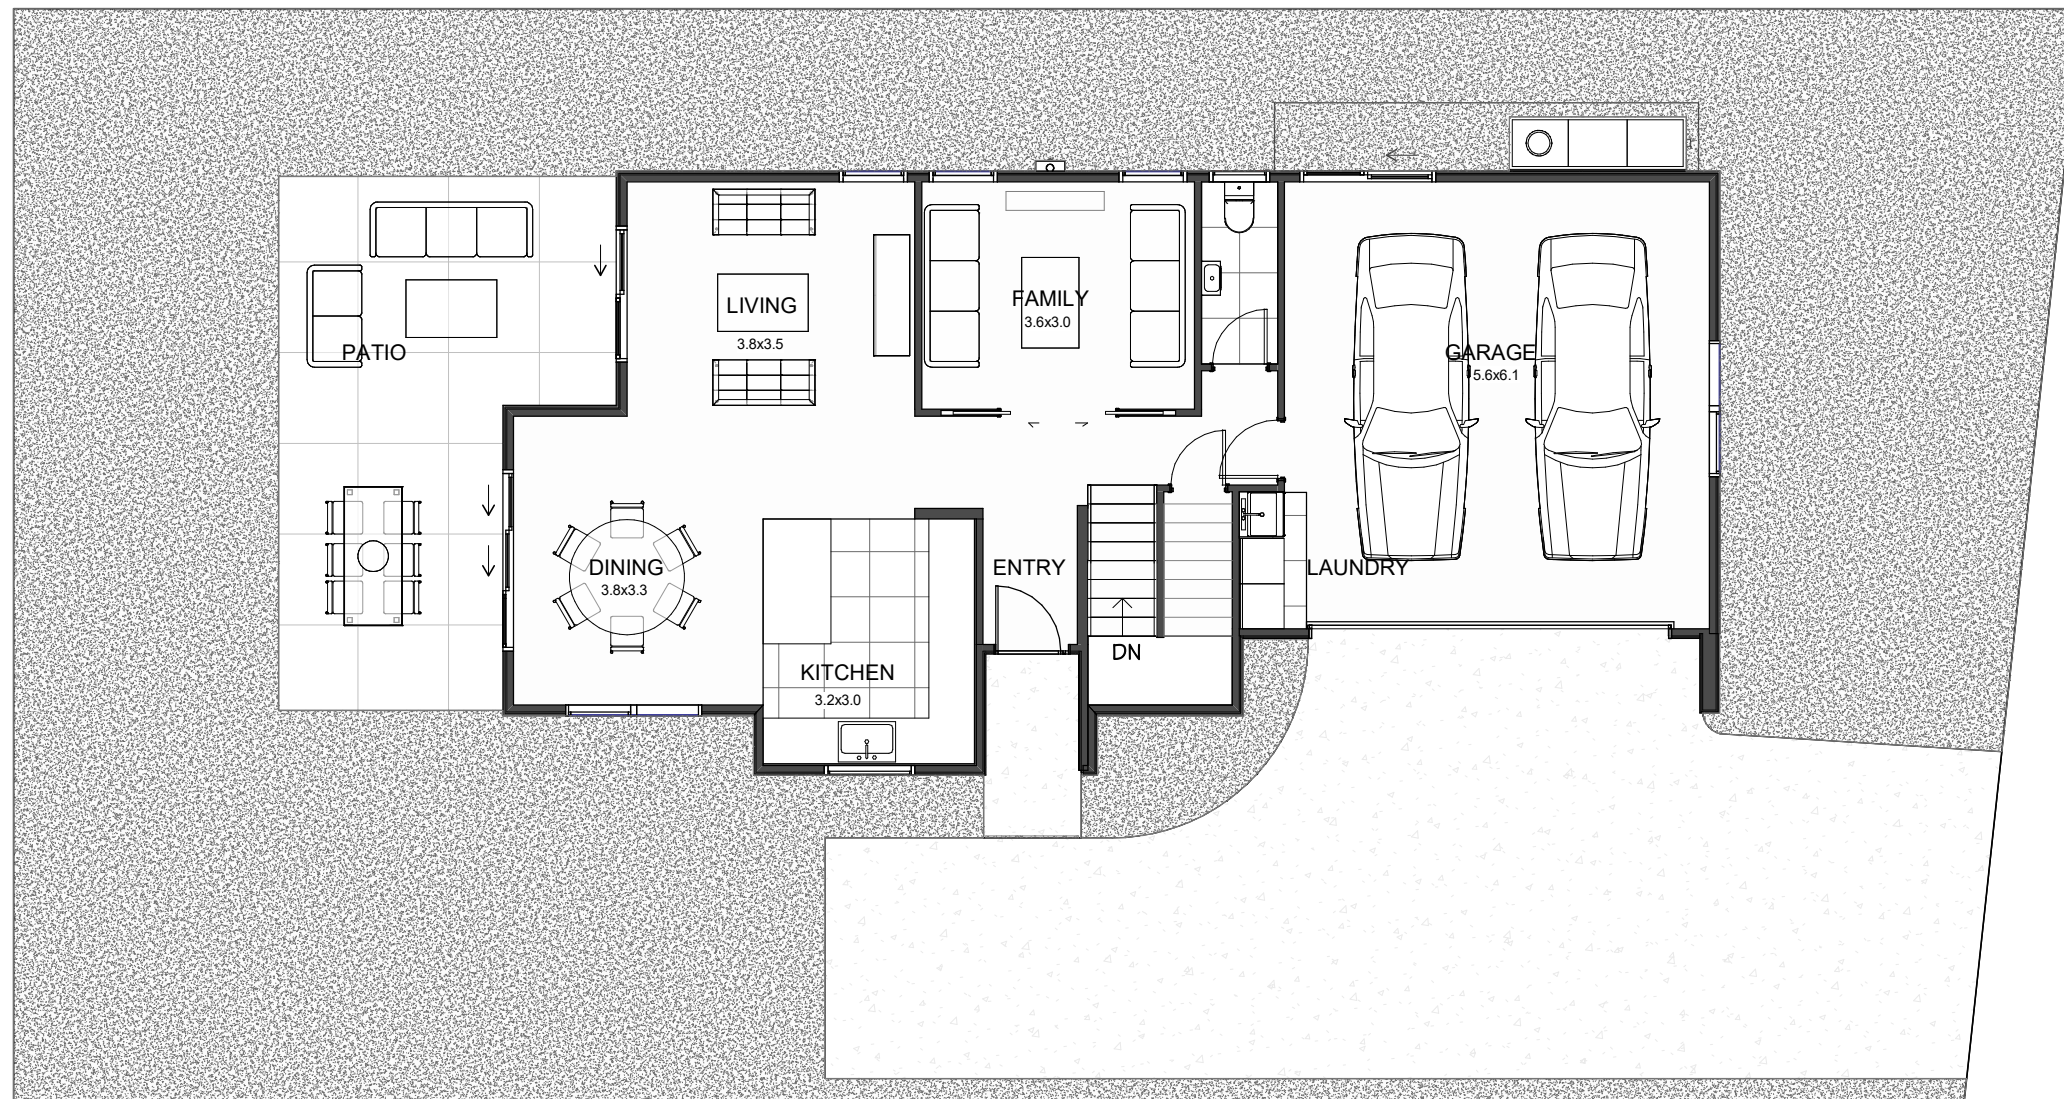 LIVING
3.8x3.5
FAMILY
3.6x3.0
PATIO
GARAGE
5.6x6.1
DINING
3.8x3.3
ENTRY
LAUNDRY
DN
KITCHEN
3.2x3.0